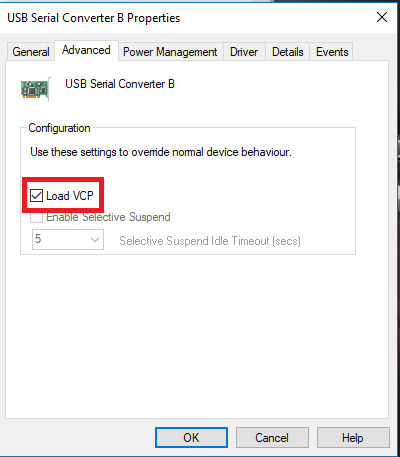 USB Serial Converter B Properties
General Advanced Power Management Driver Details Events
USB Serial Converter B
Configuration
Use these settings to override normal device behaviour.
Load VCP
Enable Selective Suspend
5 Selective Suspend Idle Timeout (secs)
OK Cancel Help